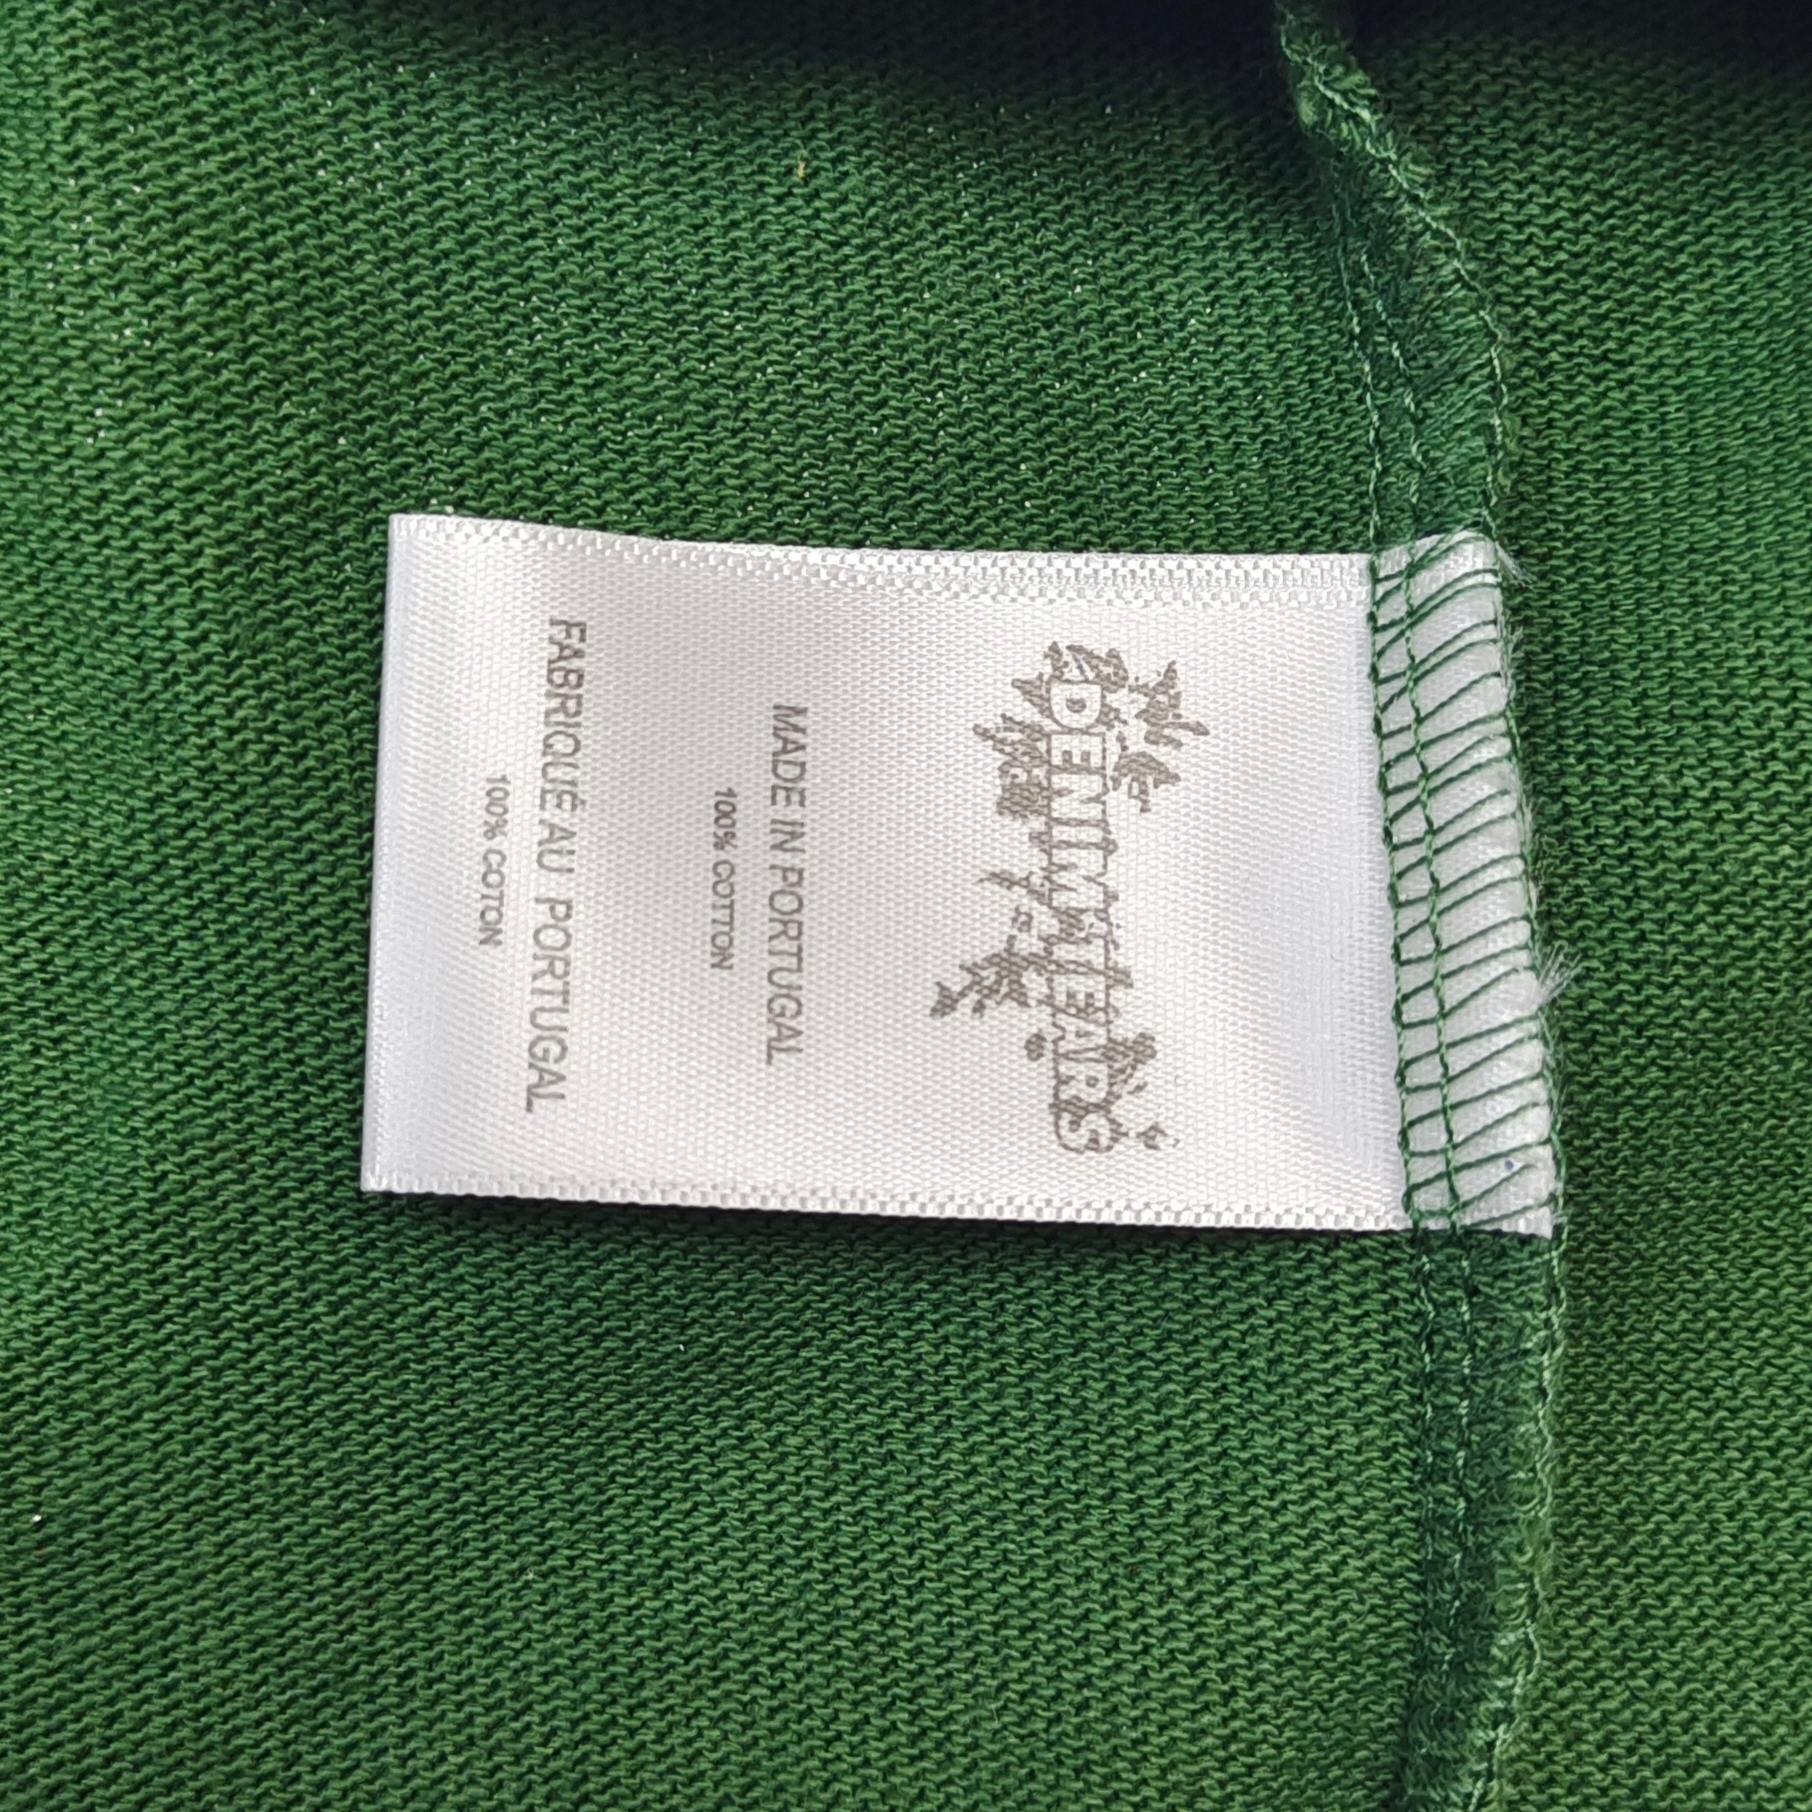 DENIM TEARS
MADE IN PORTUGAL
100% COTTON
FABRIQUÉ AU PORTUGAL
100% COTON